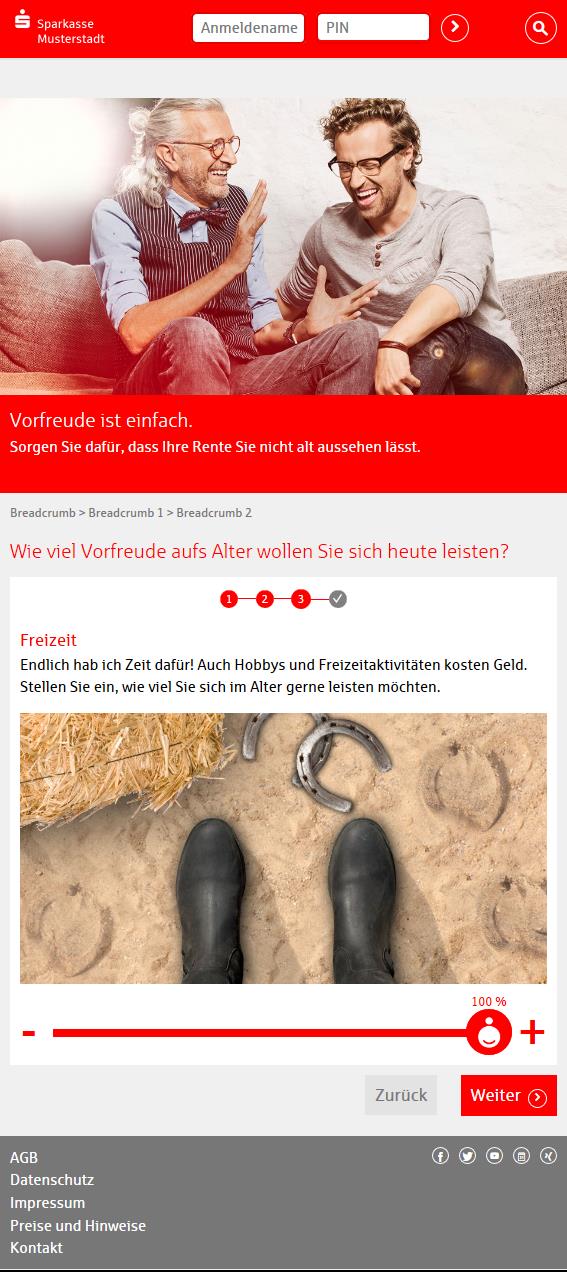 Sparkasse
Musterstadt
Anmeldename
PIN
Vorfreude ist einfach.
Sorgen Sie dafür, dass Ihre Rente Sie nicht alt aussehen lässt.
Breadcrumb > Breadcrumb 1 > Breadcrumb 2
Wie viel Vorfreude aufs Alter wollen Sie sich heute leisten?
1 2 3
Freizeit
Endlich hab ich Zeit dafür! Auch Hobbys und Freizeitaktivitäten kosten Geld.
Stellen Sie ein, wie viel Sie sich im Alter gerne leisten möchten.
100 %
- +
Zurück Weiter
AGB
Datenschutz
Impressum
Preise und Hinweise
Kontakt